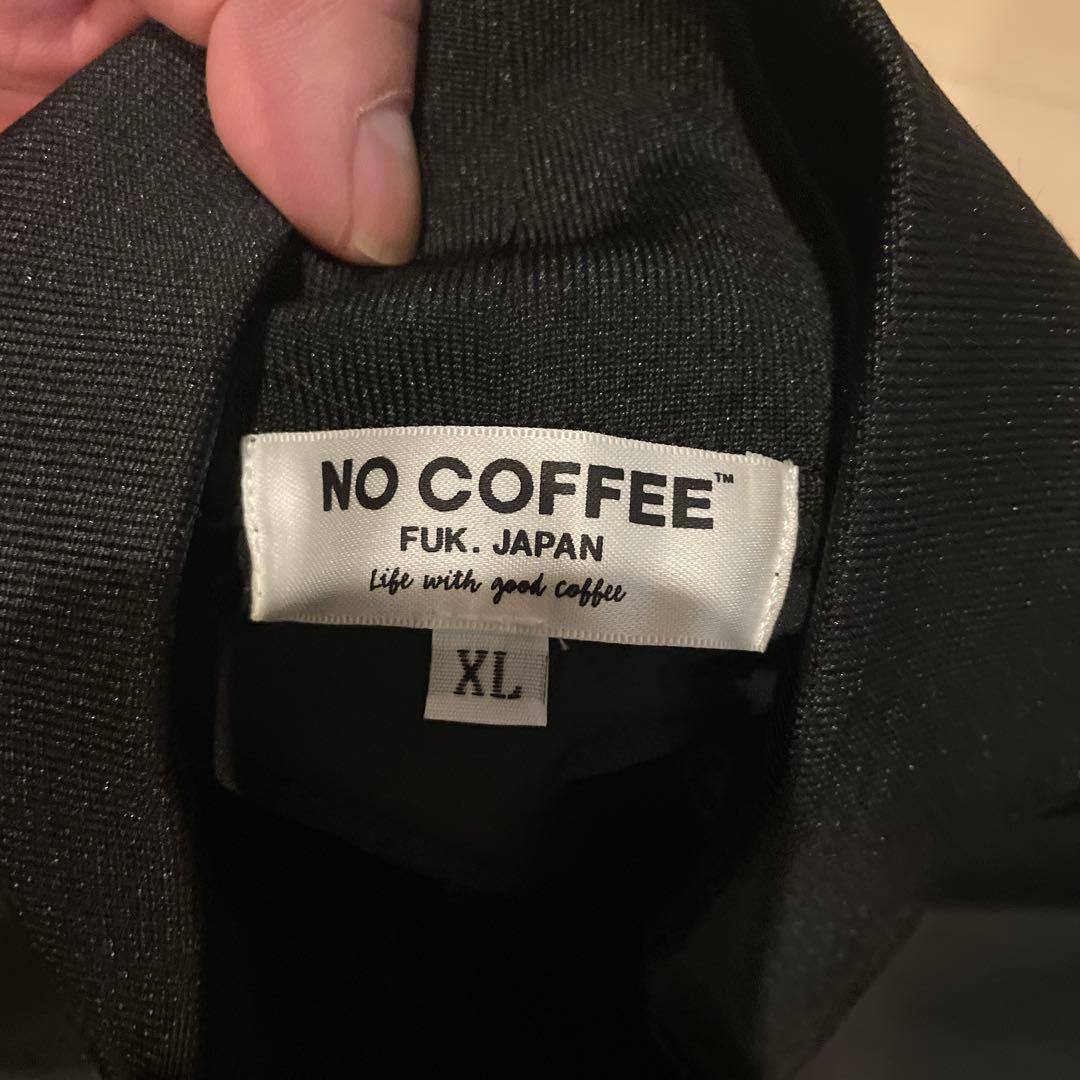 NO COFFEE™
FUK. JAPAN
Life with good coffee
XL